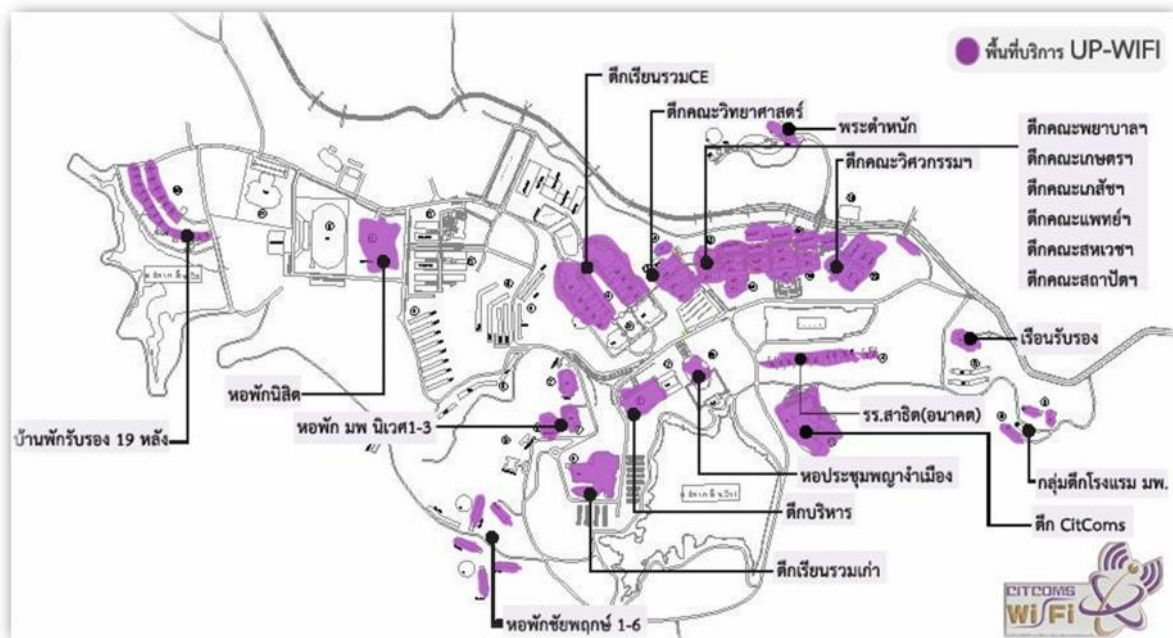 พื้นที่บริการ UP-WIFI
ตึกเรียนรวมCE
ตึกคณะวิทยาศาสตร์
พระตำหนัก
ตึกคณะวิศวกรรมฯ
ตึกคณะพยาบาลฯ
ตึกคณะเกษตรฯ
ตึกคณะเภสัชฯ
ตึกคณะแพทย์ฯ
ตึกคณะสหเวชฯ
ตึกคณะสถาปัตฯ
เรือนรับรอง
หอพักนิสิต
บ้านพักรับรอง 19 หลัง
หอพัก มพ นิเวศ1-3
รร.สาธิต(อนาคต)
หอประชุมพญางำเมือง
กลุ่มตึกโรงแรม มพ.
ตึกบริหาร
ตึก CitComs
ตึกเรียนรวมเก่า
หอพักชัยพฤกษ์ 1-6
CITCOMS
WiFi